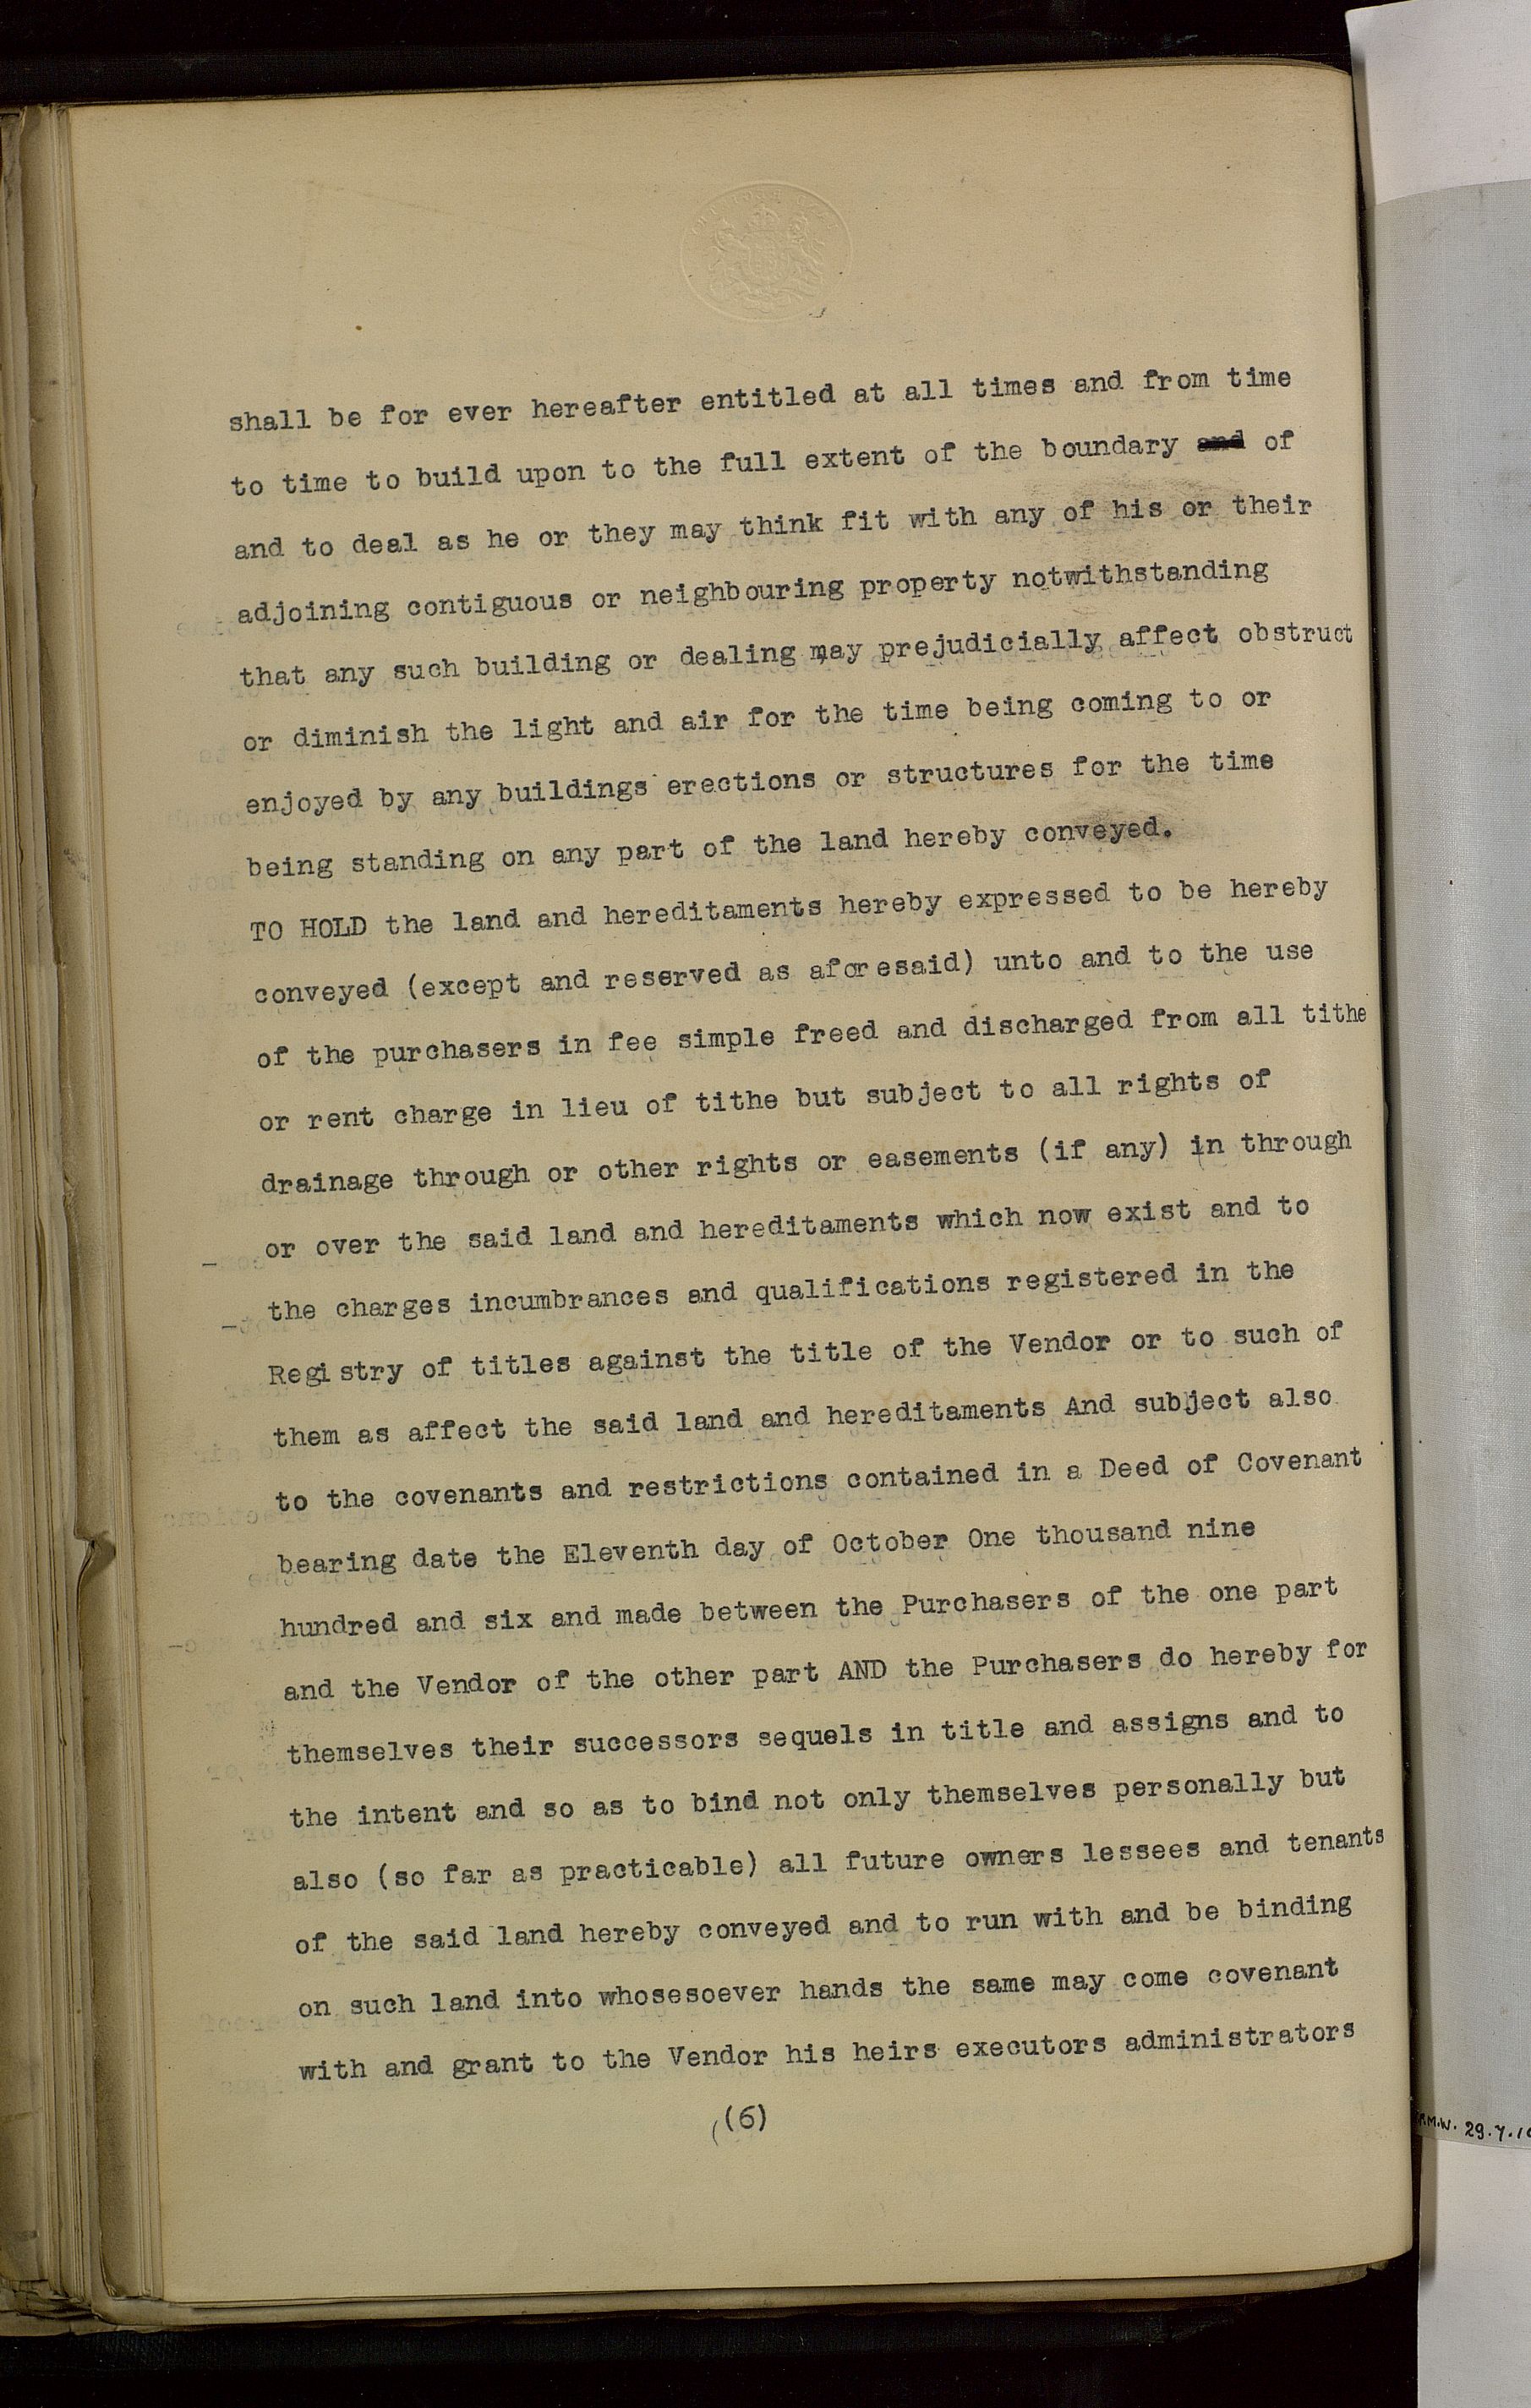 shall be for ever hereafter entitled at all times and from time
to time to build upon to the full extent of the boundary and of
and to deal as he or they may think fit with any of his or their
adjoining contiguous or neighbouring property notwithstanding
that any such building or dealing may prejudicially affect obstruct
or diminish the light and air for the time being coming to or
enjoyed by any buildings erections or structures for the time
being standing on any part of the land hereby conveyed.
TO HOLD the land and hereditaments hereby expressed to be hereby
conveyed (except and reserved as aforesaid) unto and to the use
of the purchasers in fee simple freed and discharged from all tithe
or rent charge in lieu of tithe but subject to all rights of
drainage through or other rights or easements (if any) in through
or over the said land and hereditaments which now exist and to
the charges incumbrances and qualifications registered in the
Registry of titles against the title of the Vendor or to such of
them as affect the said land and hereditaments And subject also
to the covenants and restrictions contained in a Deed of Covenant
bearing date the Eleventh day of October One thousand nine
hundred and six and made between the Purchasers of the one part
and the Vendor of the other part AND the Purchasers do hereby for
themselves their successors sequels in title and assigns and to
the intent and so as to bind not only themselves personally but
also (so far as practicable) all future owners lessees and tenants
of the said land hereby conveyed and to run with and be binding
on such land into whosesoever hands the same may come covenant
with and grant to the Vendor his heirs executors administrators
(6)
M.W. 29.7.1